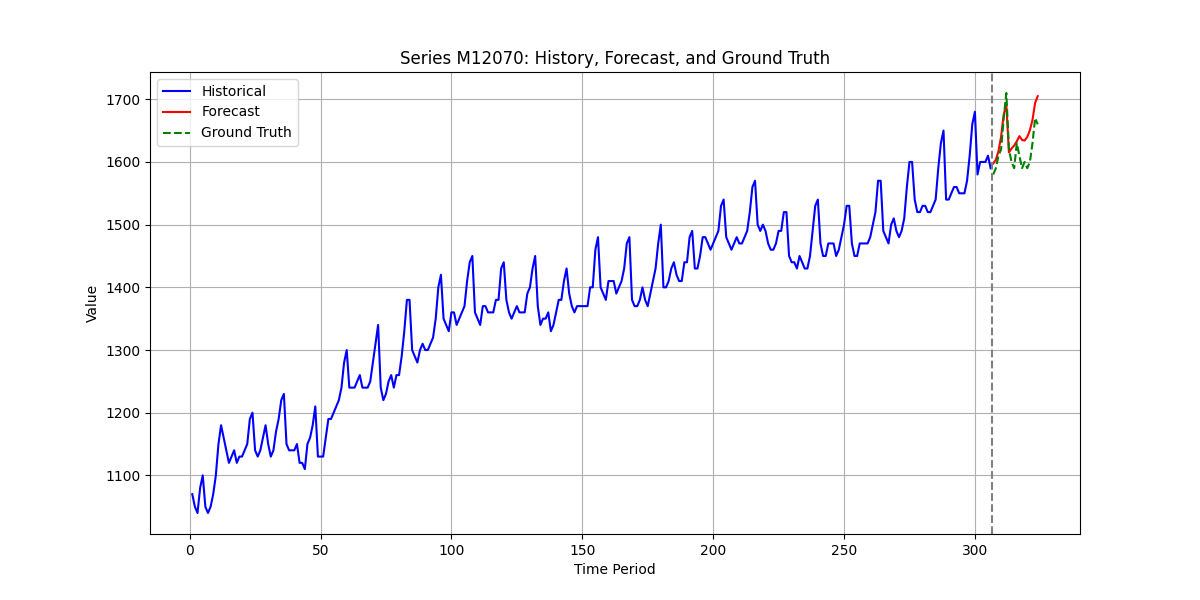 Series M12070: History, Forecast, and Ground Truth
Historical
Forecast
Ground Truth
Value
1700
1600
1500
1400
1300
1200
1100
0 50 100 150 200 250 300
Time Period